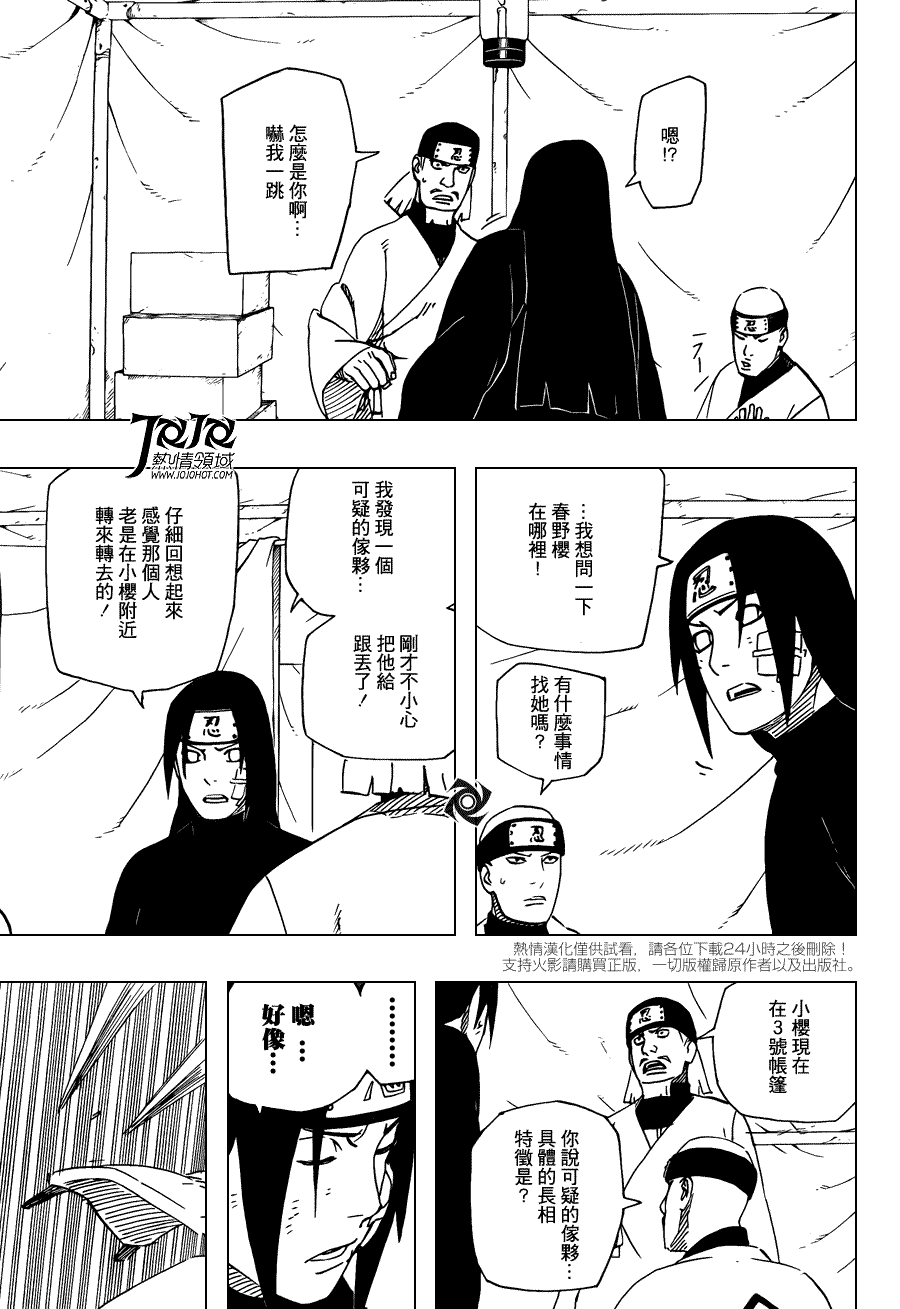 嗯!?
忍
怎麼是你啊…
嚇我一跳
忍
JOJO
熱情領域
WWW.JOJOHOT.COM
…我想問一下
春野櫻
在哪裡！
忍
有什麼事情
找她嗎？
忍
我發現一個
可疑的傢夥…
剛才不小心
把他給
跟丟了！
仔細回想起來
感覺那個人
老是在小櫻附近
轉來轉去的！
忍
熱情漢化僅供試看，請各位下載24小時之後刪除！
支持火影請購買正版，一切版權歸原作者以及出版社。
小櫻現在
在3號帳篷
忍
你說可疑的傢夥…
具體的長相
特徵是？
…………
嗯…
好像…